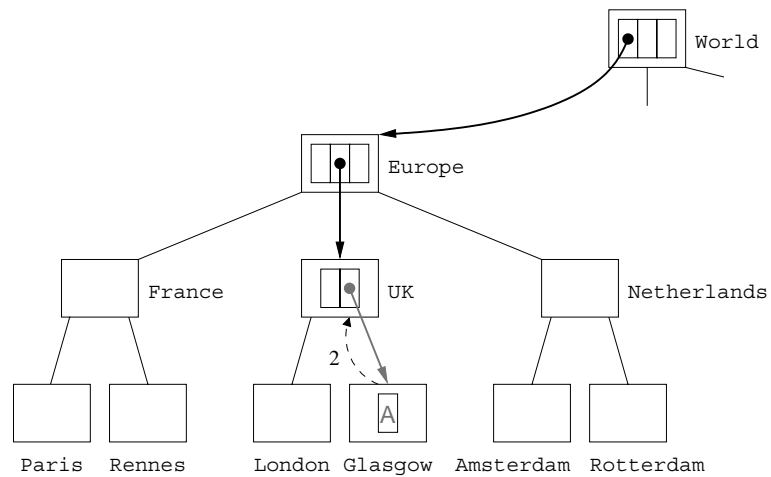 World
Europe
France
UK
Netherlands
2
A
Paris Rennes London Glasgow Amsterdam Rotterdam